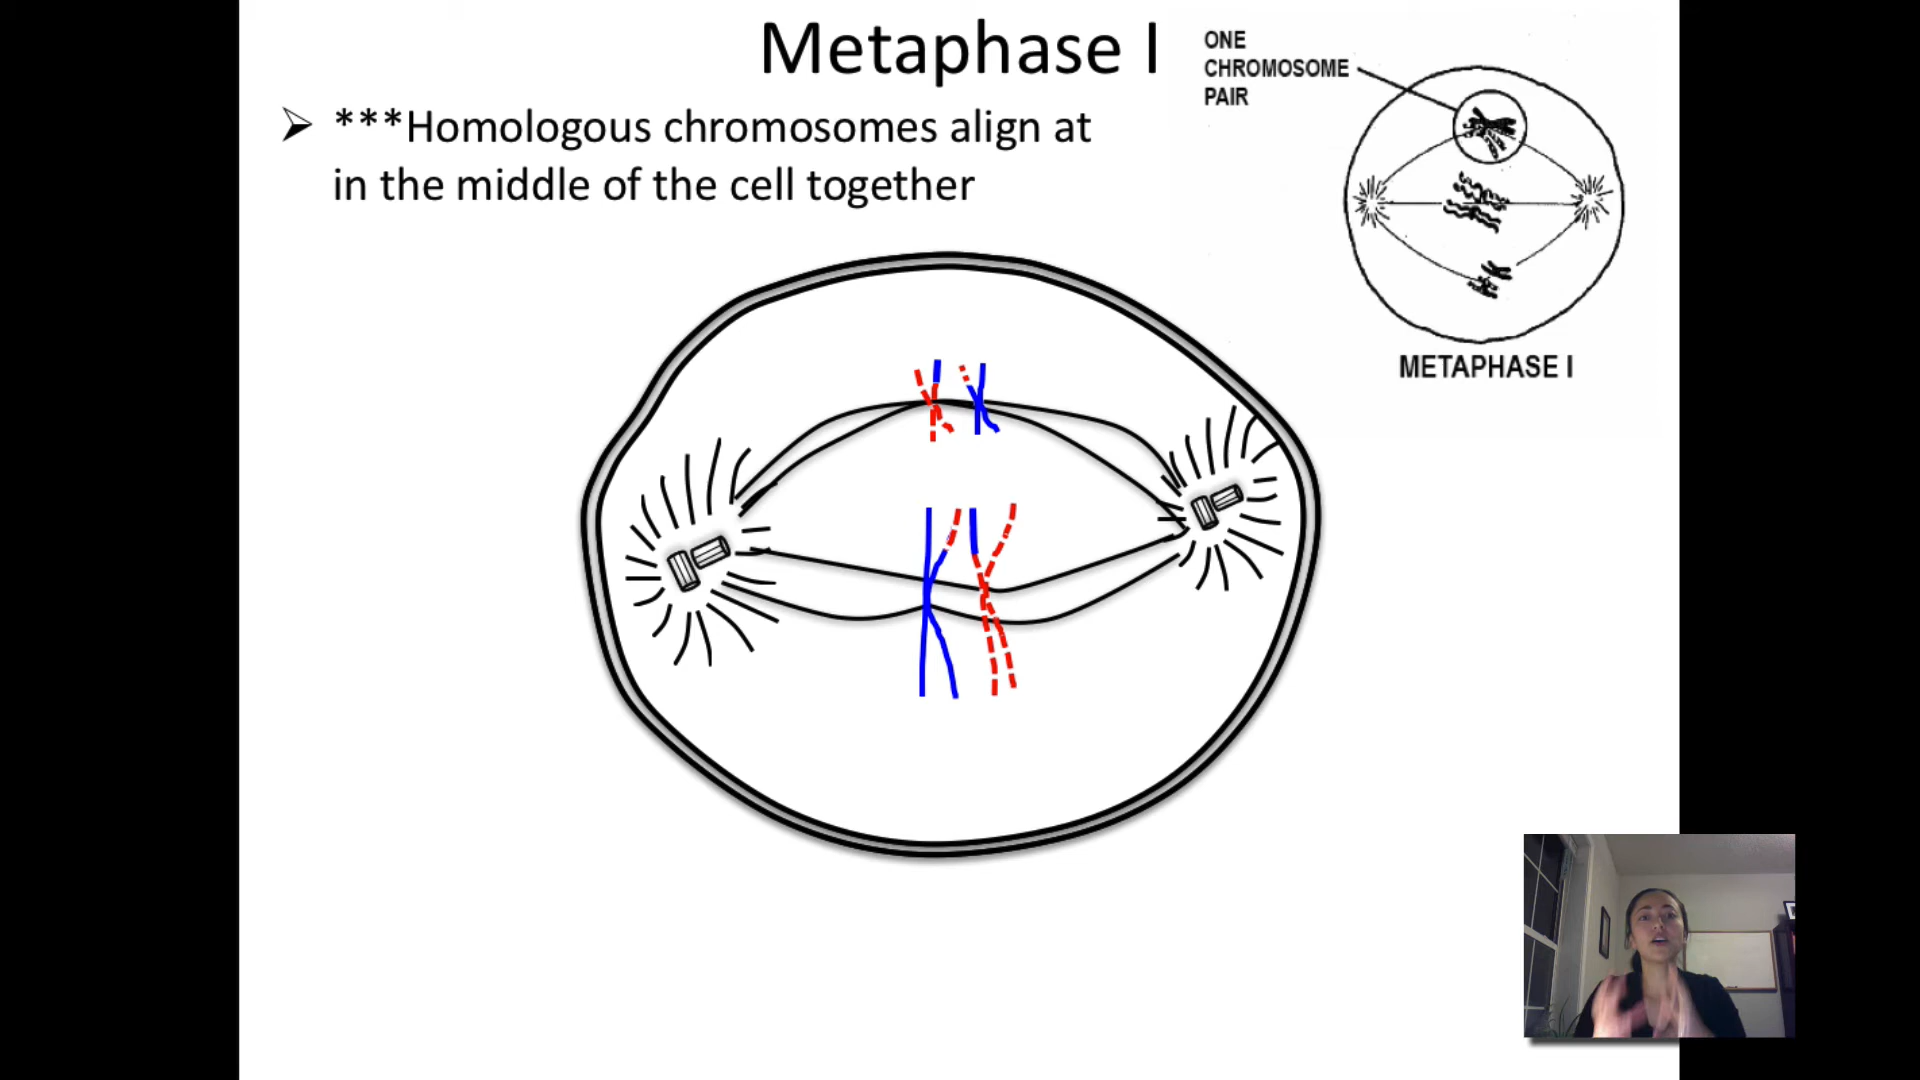 Metaphase I
➢ ***Homologous chromosomes align at
in the middle of the cell together
ONE
CHROMOSOME
PAIR
METAPHASE I